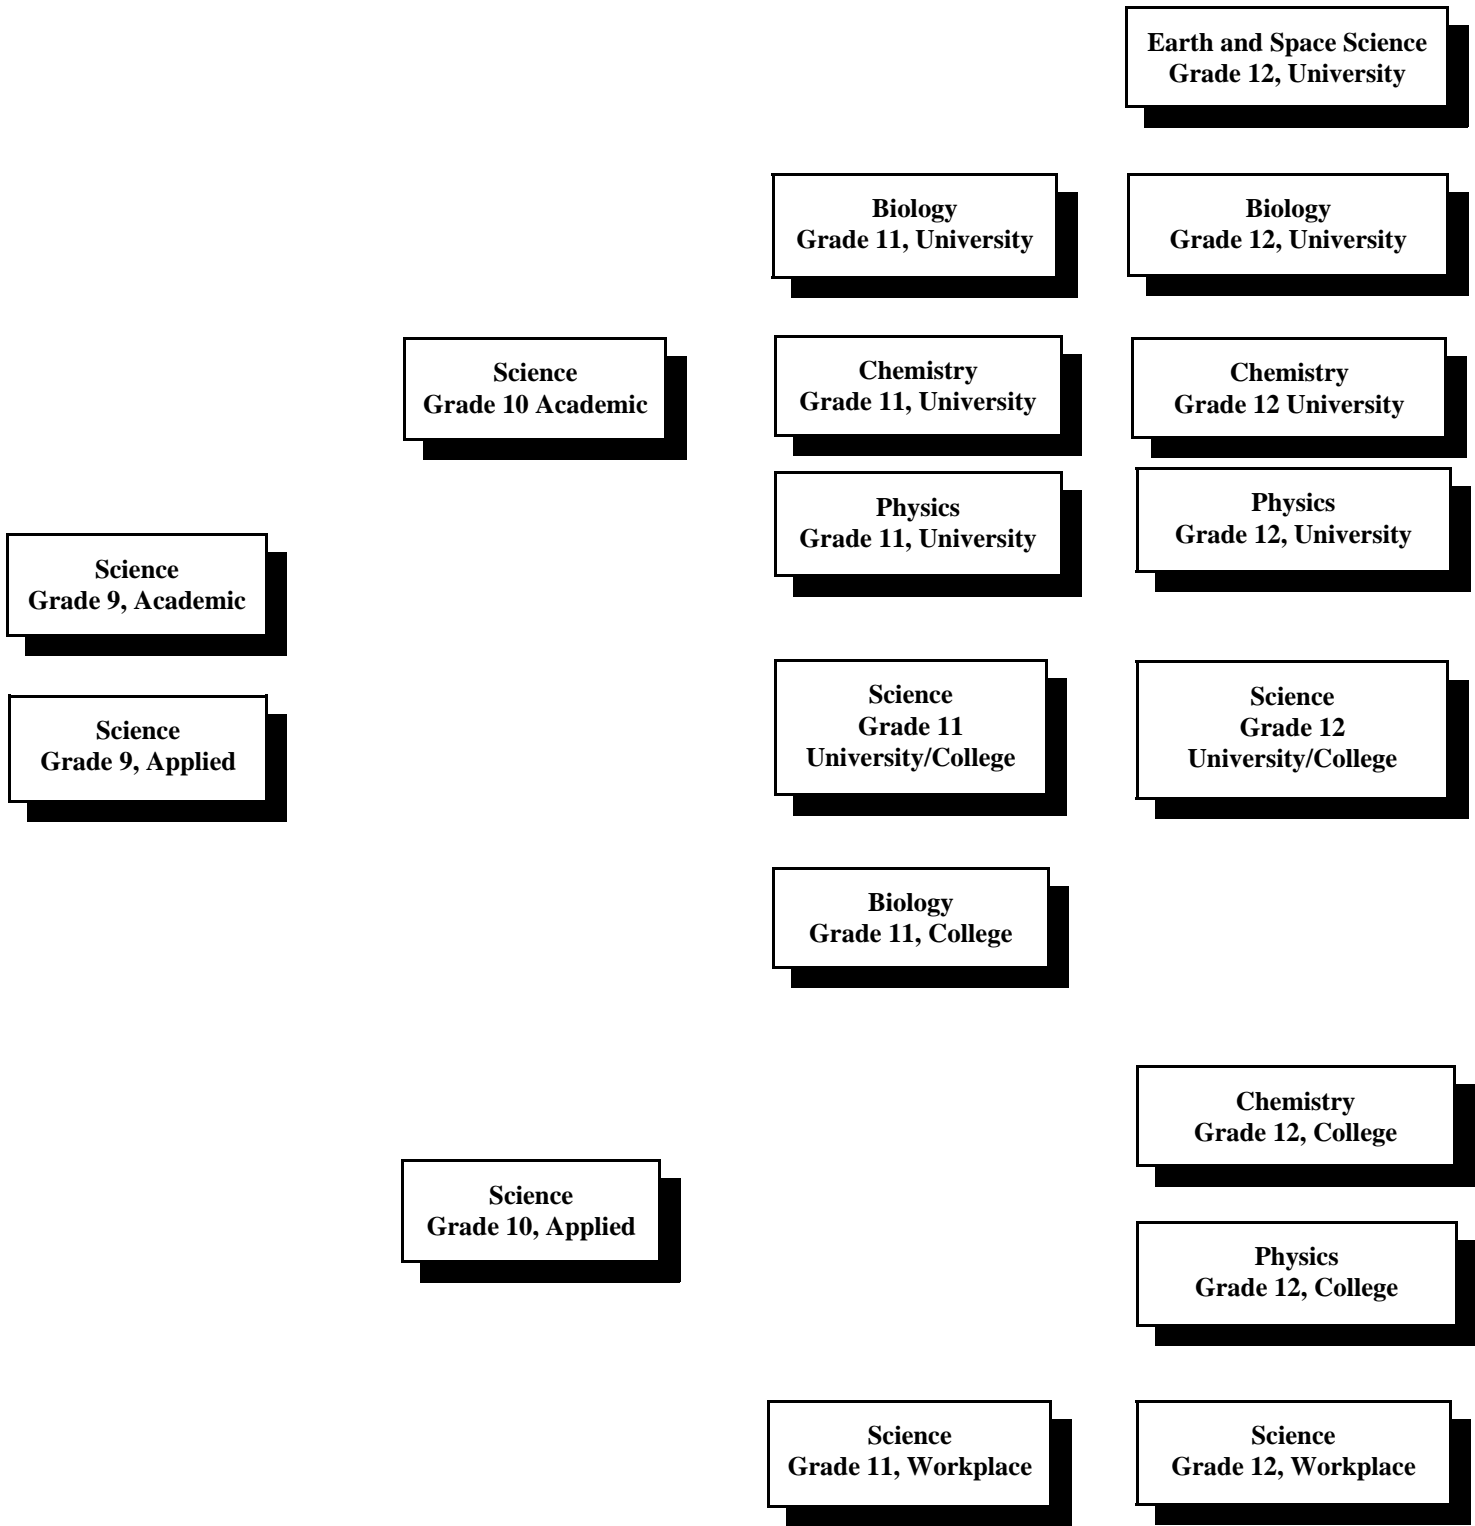 Earth and Space Science
Grade 12, University
Biology
Grade 11, University
Biology
Grade 12, University
Science
Grade 10 Academic
Chemistry
Grade 11, University
Chemistry
Grade 12 University
Physics
Grade 11, University
Physics
Grade 12, University
Science
Grade 9, Academic
Science
Grade 9, Applied
Science
Grade 11
University/College
Science
Grade 12
University/College
Biology
Grade 11, College
Chemistry
Grade 12, College
Science
Grade 10, Applied
Physics
Grade 12, College
Science
Grade 11, Workplace
Science
Grade 12, Workplace